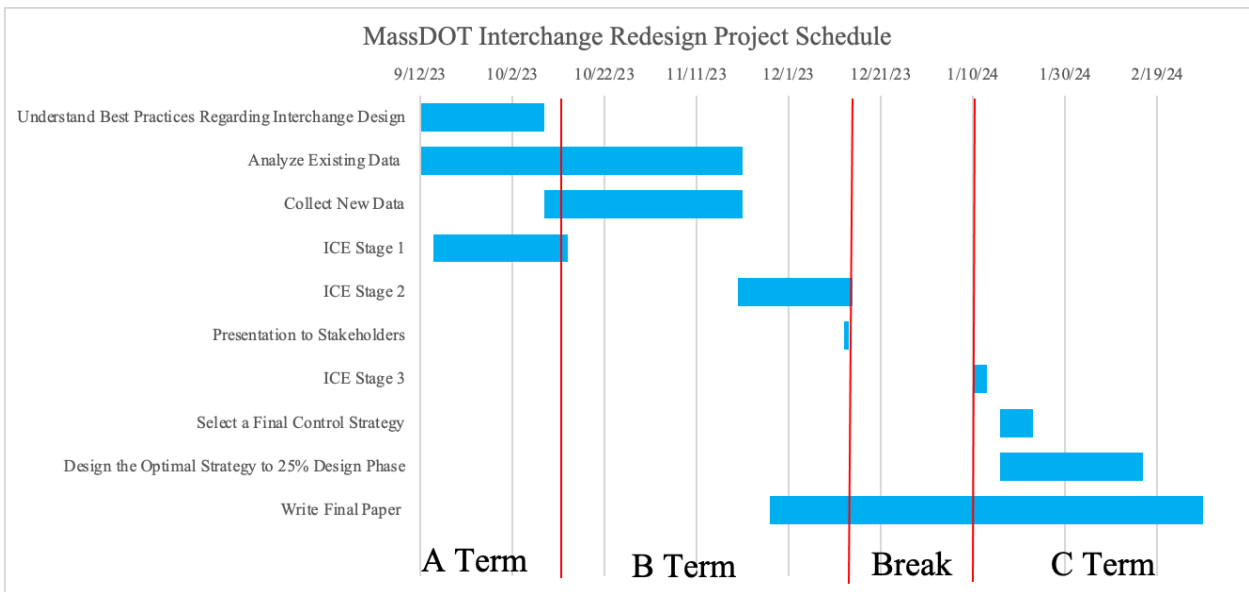 MassDOT Interchange Redesign Project Schedule
9/12/23 10/2/23 10/22/23 11/11/23 12/1/23 12/21/23 1/10/24 1/30/24 2/19/24
Understand Best Practices Regarding Interchange Design
Analyze Existing Data
Collect New Data
ICE Stage 1
ICE Stage 2
Presentation to Stakeholders
ICE Stage 3
Select a Final Control Strategy
Design the Optimal Strategy to 25% Design Phase
Write Final Paper
A Term B Term Break C Term